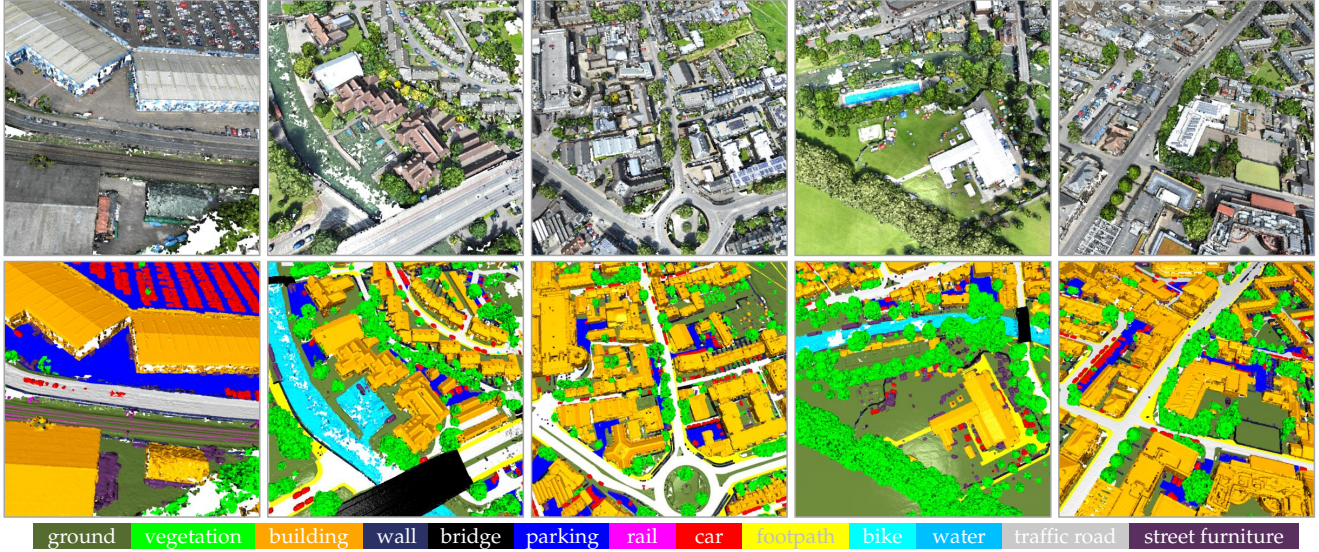 ground vegetation building wall bridge parking rail car footpath bike water traffic road street furniture